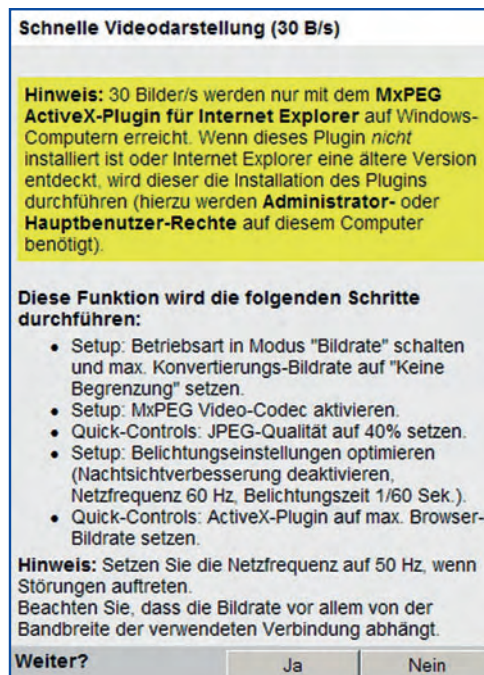 Schnelle Videodarstellung (30 B/s)
Hinweis: 30 Bilder/s werden nur mit dem MxPEG
ActiveX-Plugin für Internet Explorer auf Windows-
Computern erreicht. Wenn dieses Plugin nicht
installiert ist oder Internet Explorer eine ältere Version
entdeckt, wird dieser die Installation des Plugins
durchführen (hierzu werden Administrator- oder
Hauptbenutzer-Rechte auf diesem Computer
benötigt).
Diese Funktion wird die folgenden Schritte
durchführen:
• Setup: Betriebsart in Modus "Bildrate" schalten
und max. Konvertierungs-Bildrate auf "Keine
Begrenzung" setzen.
• Setup: MxPEG Video-Codec aktivieren.
• Quick-Controls: JPEG-Qualität auf 40% setzen.
• Setup: Belichtungseinstellungen optimieren
(Nachtsichtverbesserung deaktivieren,
Netzfrequenz 60 Hz, Belichtungszeit 1/60 Sek.).
• Quick-Controls: ActiveX-Plugin auf max. Browser-
Bildrate setzen.
Hinweis: Setzen Sie die Netzfrequenz auf 50 Hz, wenn
Störungen auftreten.
Beachten Sie, dass die Bildrate vor allem von der
Bandbreite der verwendeten Verbindung abhängt.
Weiter? Ja Nein